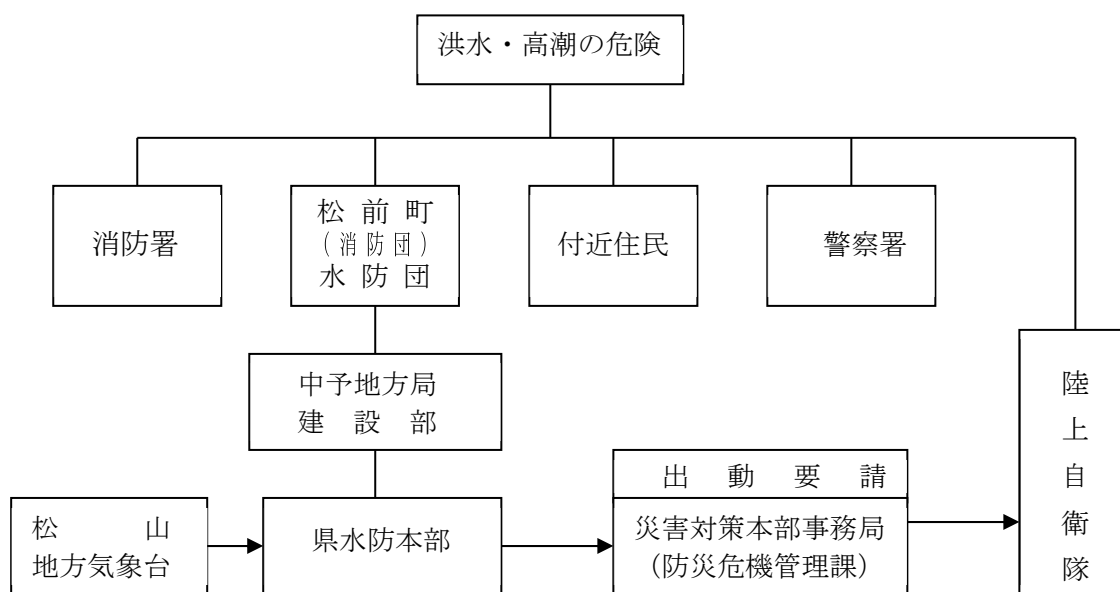 洪水・高潮の危険
消防署
松前町
(消防団)
水防団
付近住民
警察署
中予地方局
建設部
陸上自衛隊
出動要請
松山
地方気象台
県水防本部
災害対策本部事務局
(防災危機管理課)